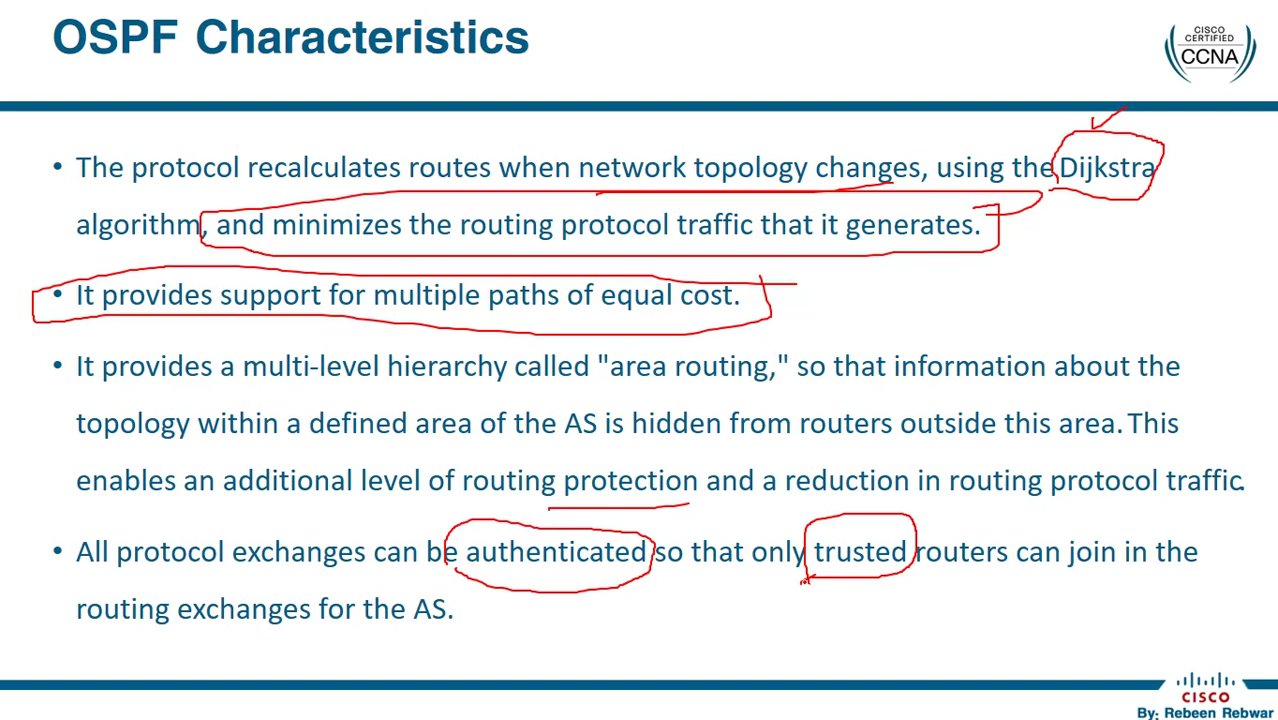 OSPF Characteristics
CISCO
CERTIFIED
CCNA
• The protocol recalculates routes when network topology changes, using the Dijkstra
algorithm, and minimizes the routing protocol traffic that it generates.
• It provides support for multiple paths of equal cost.
• It provides a multi-level hierarchy called "area routing," so that information about the
topology within a defined area of the AS is hidden from routers outside this area. This
enables an additional level of routing protection and a reduction in routing protocol traffic.
• All protocol exchanges can be authenticated so that only trusted routers can join in the
routing exchanges for the AS.
CISCO
By: Rebeen Rebwar